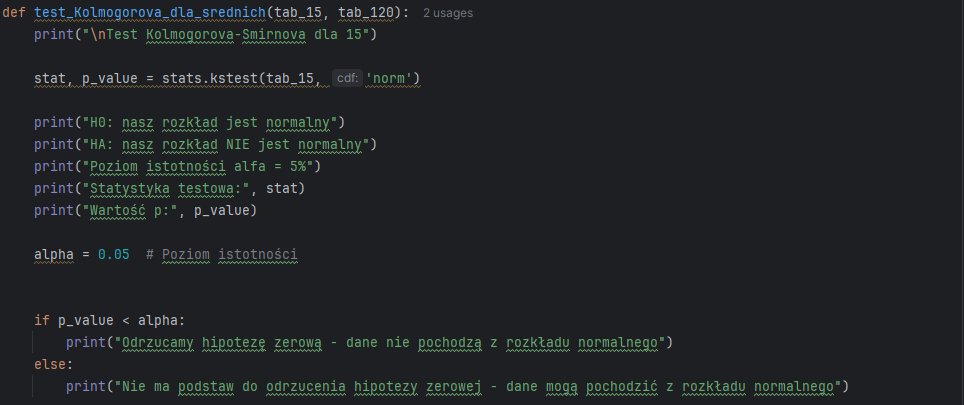 def test_Kolmogorova_dla_srednich(tab_15, tab_120): 2 usages
print("\nTest Kolmogorova-Smirnova dla 15")
stat, p_value = stats.kstest(tab_15, cdf: 'norm')
print("H0: nasz rozkład jest normalny")
print("HA: nasz rozkład NIE jest normalny")
print("Poziom istotności alfa = 5%")
print("Statystyka testowa:", stat)
print("Wartość p:", p_value)
alpha = 0.05 # Poziom istotności
if p_value < alpha:
print("Odrzucamy hipotezę zerową - dane nie pochodzą z rozkładu normalnego")
else:
print("Nie ma podstaw do odrzucenia hipotezy zerowej - dane mogą pochodzić z rozkładu normalnego")